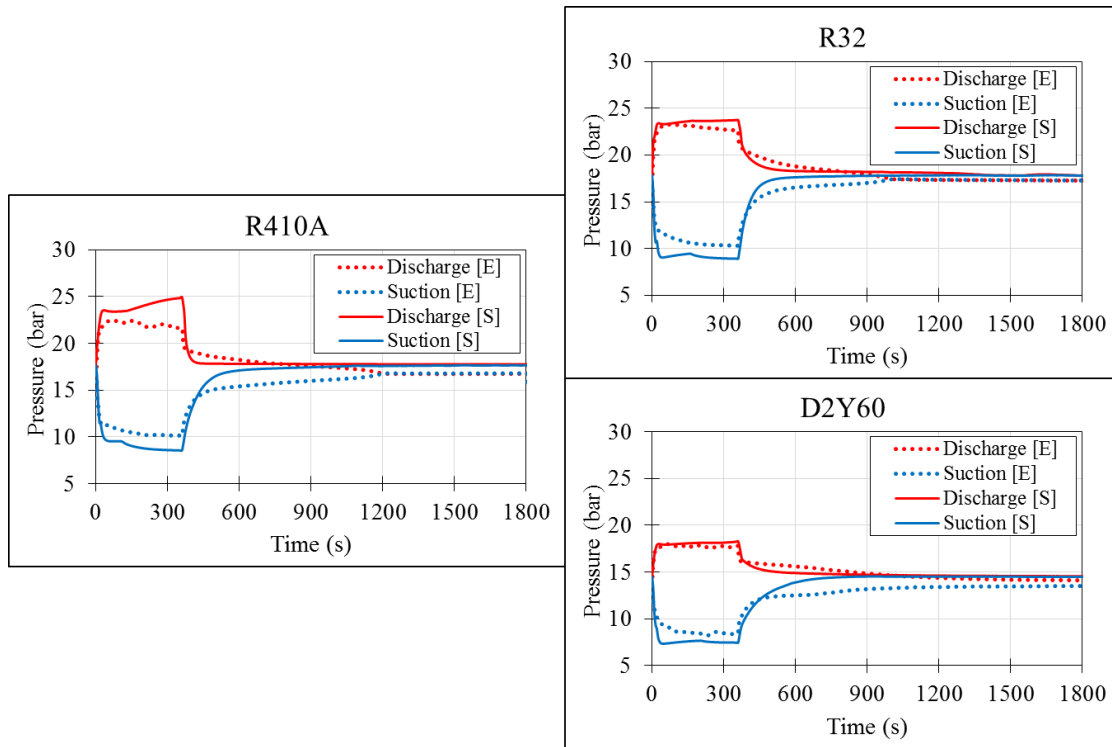 R410A
Pressure (bar)
30
25
20
15
10
5
Discharge [E]
Suction [E]
Discharge [S]
Suction [S]
0 300 600 900 1200 1500 1800
Time (s)
R32
Pressure (bar)
30
25
20
15
10
5
Discharge [E]
Suction [E]
Discharge [S]
Suction [S]
0 300 600 900 1200 1500 1800
Time (s)
D2Y60
Pressure (bar)
30
25
20
15
10
5
Discharge [E]
Suction [E]
Discharge [S]
Suction [S]
0 300 600 900 1200 1500 1800
Time (s)